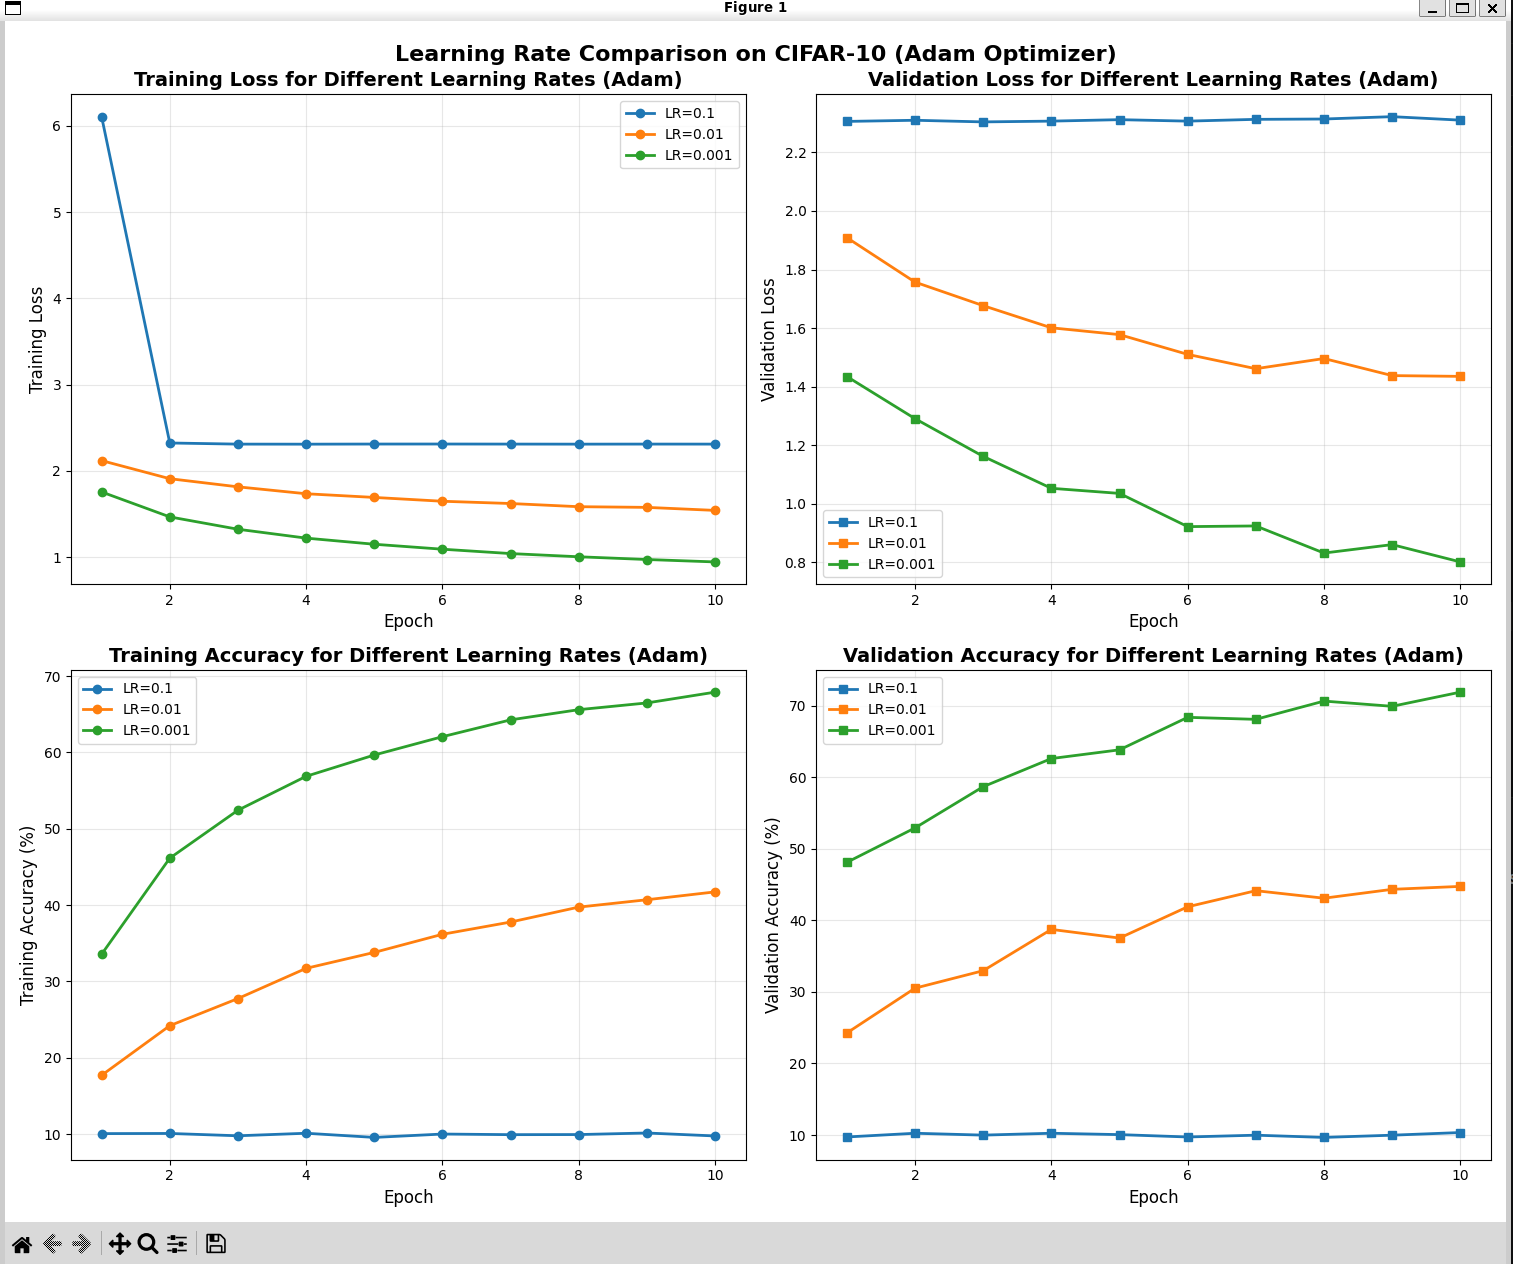 Figure 1
Learning Rate Comparison on CIFAR-10 (Adam Optimizer)
Training Loss for Different Learning Rates (Adam)
LR=0.1
LR=0.01
LR=0.001
6
5
4
3
2
1
Training Loss
2
4
6
8
10
Epoch
Validation Loss for Different Learning Rates (Adam)
2.2
2.0
1.8
1.6
1.4
1.2
1.0
0.8
Validation Loss
LR=0.1
LR=0.01
LR=0.001
2
4
6
8
10
Epoch
Training Accuracy for Different Learning Rates (Adam)
LR=0.1
LR=0.01
LR=0.001
70
60
50
40
30
20
10
Training Accuracy (%)
2
4
6
8
10
Epoch
Validation Accuracy for Different Learning Rates (Adam)
LR=0.1
LR=0.01
LR=0.001
70
60
50
40
30
20
10
Validation Accuracy (%)
2
4
6
8
10
Epoch